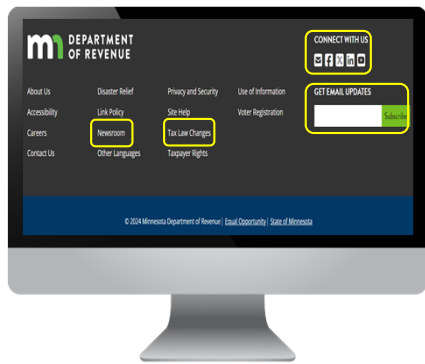 mn DEPARTMENT
OF REVENUE
CONNECT WITH US
About Us Disaster Relief Privacy and Security Use of Information
GET EMAIL UPDATES
Accessibility Link Policy Site Help Voter Registration
Subscribe
Careers Newsroom Tax Law Changes
Contact Us Other Languages Taxpayer Rights
© 2024 Minnesota Department of Revenue | Equal Opportunity | State of Minnesota